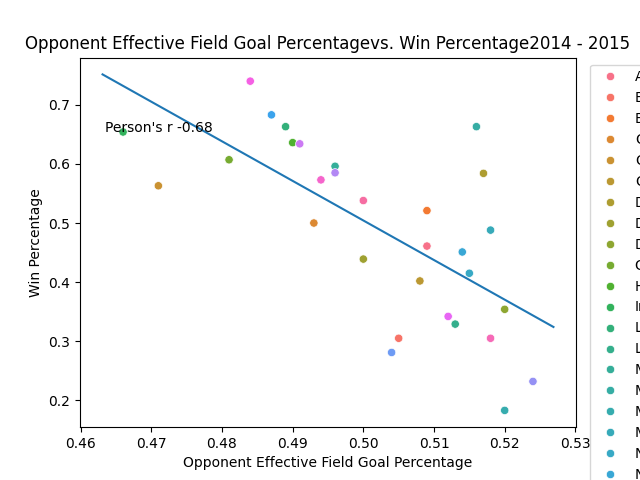 Opponent Effective Field Goal Percentagevs. Win Percentage2014 - 2015
Person's r -0.68
Win Percentage
0.7
0.6
0.5
0.4
0.3
0.2
0.46 0.47 0.48 0.49 0.50 0.51 0.52 0.53
Opponent Effective Field Goal Percentage